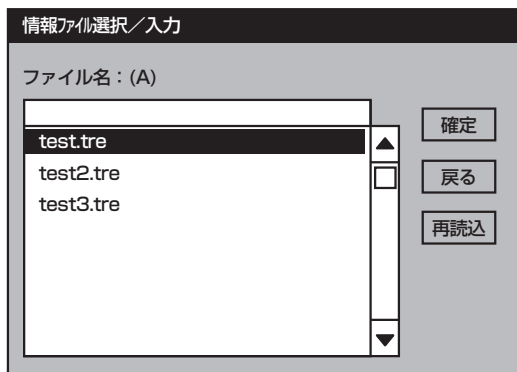 情報ﾌｧｲﾙ選択／入力
ファイル名：(A)
test.tre
test2.tre
test3.tre
確定
戻る
再読込